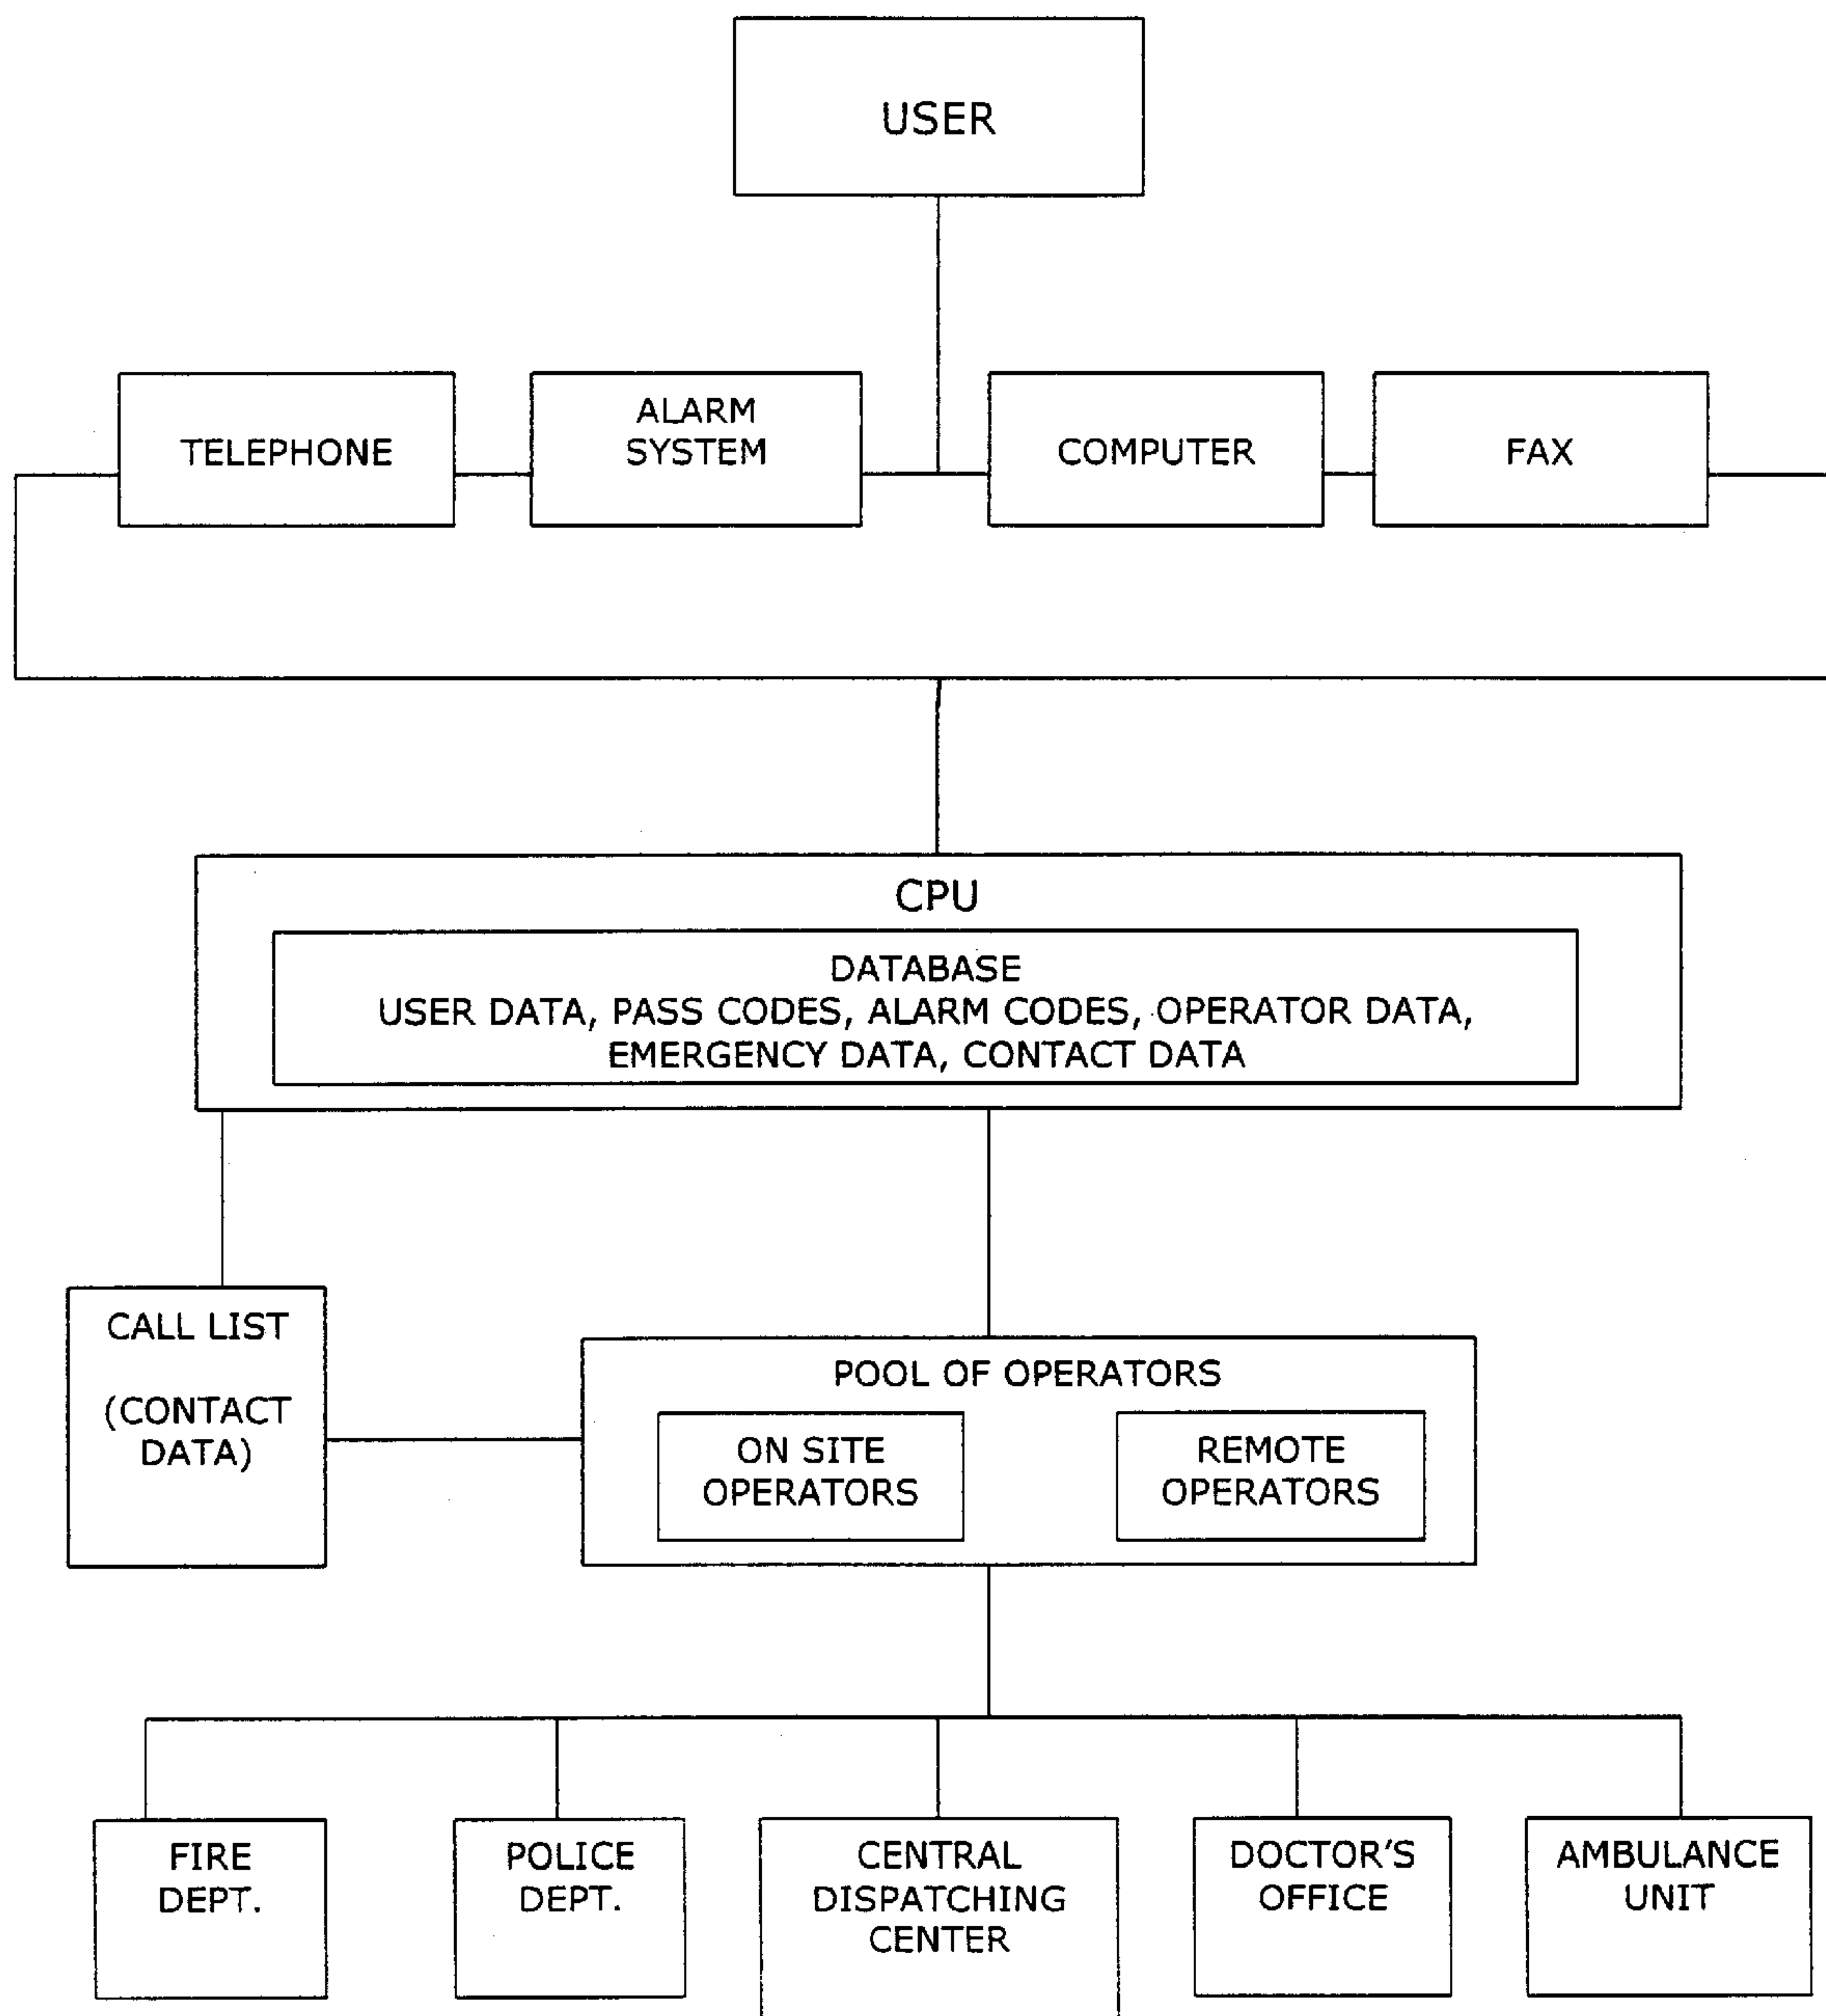 USER
TELEPHONE
ALARM
SYSTEM
COMPUTER
FAX
CPU
DATABASE
USER DATA, PASS CODES, ALARM CODES, OPERATOR DATA,
EMERGENCY DATA, CONTACT DATA
CALL LIST
(CONTACT
DATA)
POOL OF OPERATORS
ON SITE
OPERATORS
REMOTE
OPERATORS
FIRE
DEPT.
POLICE
DEPT.
CENTRAL
DISPATCHING
CENTER
DOCTOR'S
OFFICE
AMBULANCE
UNIT